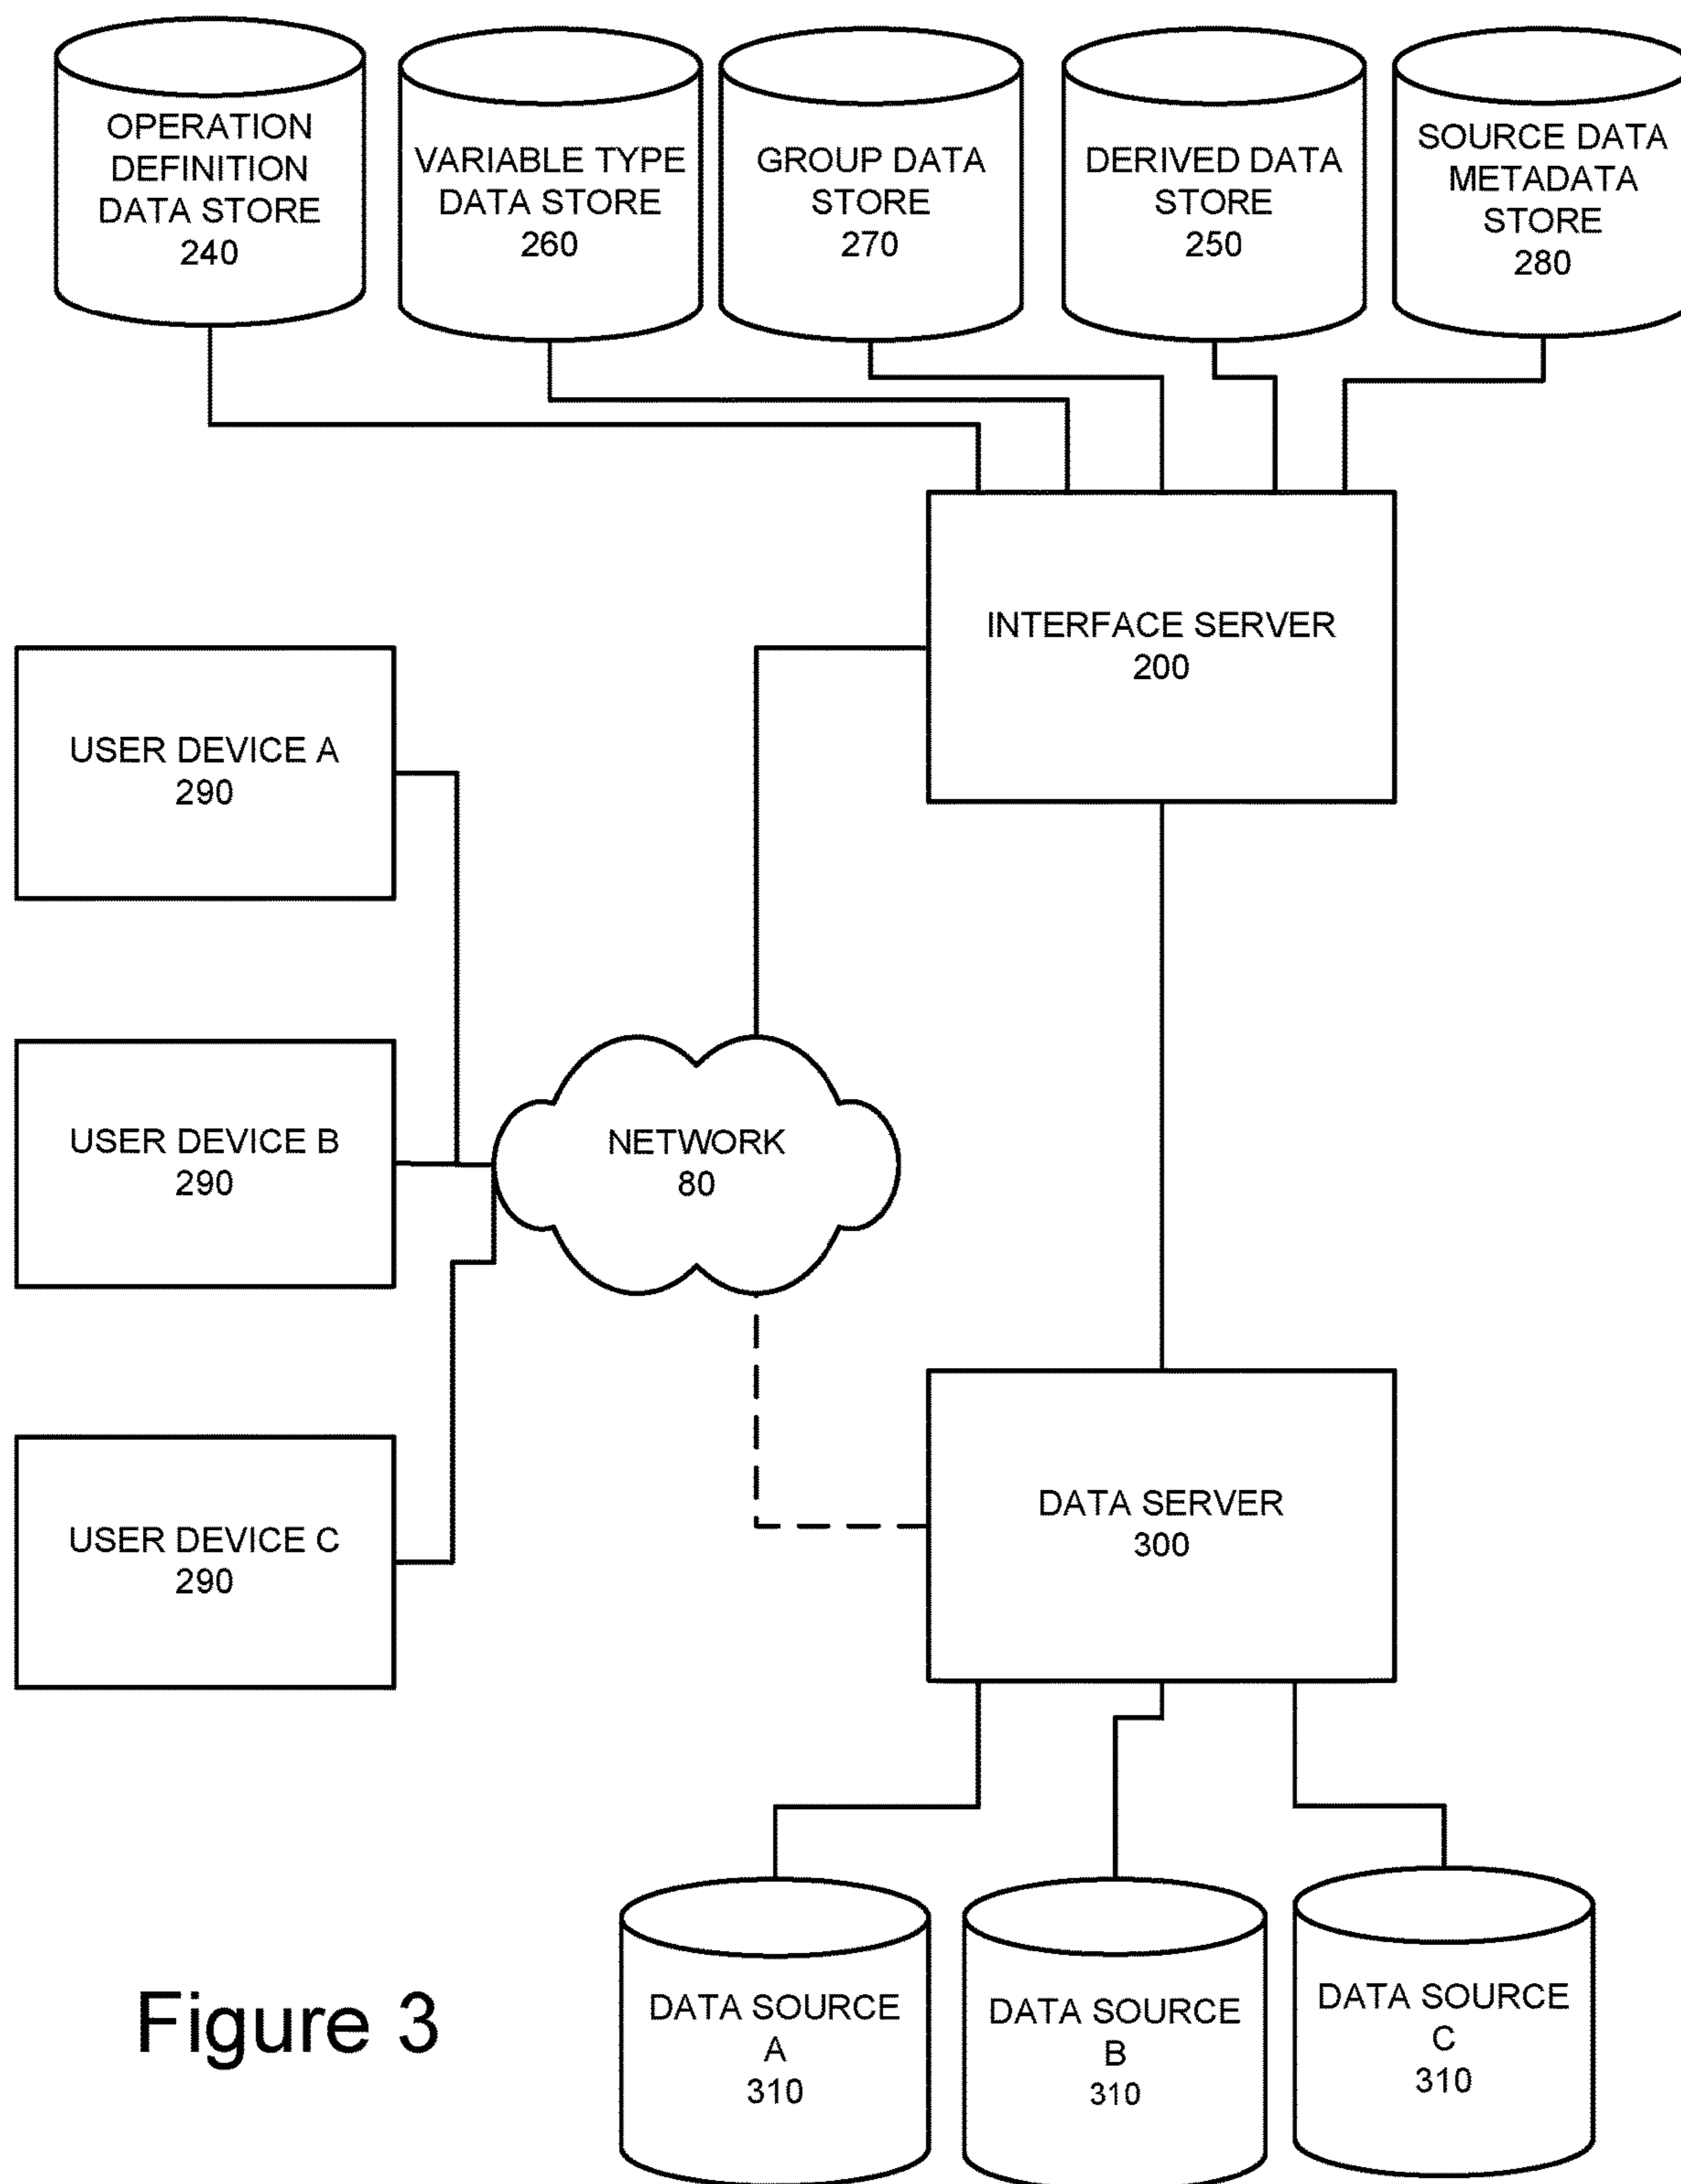 OPERATION
DEFINITION
DATA STORE
240
VARIABLE TYPE
DATA STORE
260
GROUP DATA
STORE
270
DERIVED DATA
STORE
250
SOURCE DATA
METADATA
STORE
280
INTERFACE SERVER
200
USER DEVICE A
290
USER DEVICE B
290
NETWORK
80
USER DEVICE C
290
DATA SERVER
300
DATA SOURCE
A
310
DATA SOURCE
B
310
DATA SOURCE
C
310
Figure 3